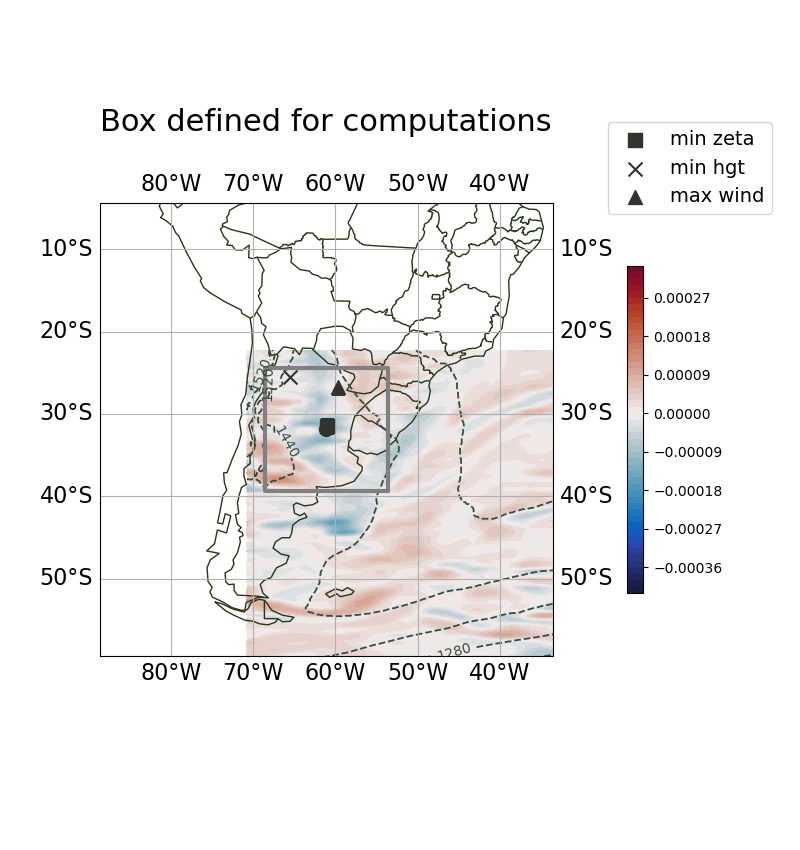 Box defined for computations
min zeta
min hgt
max wind
80°W 70°W 60°W 50°W 40°W
10°S 10°S
20°S 20°S
30°S 30°S
40°S 40°S
50°S 50°S
80°W 70°W 60°W 50°W 40°W
1440
1280
0.00027
0.00018
0.00009
0.00000
−0.00009
−0.00018
−0.00027
−0.00036